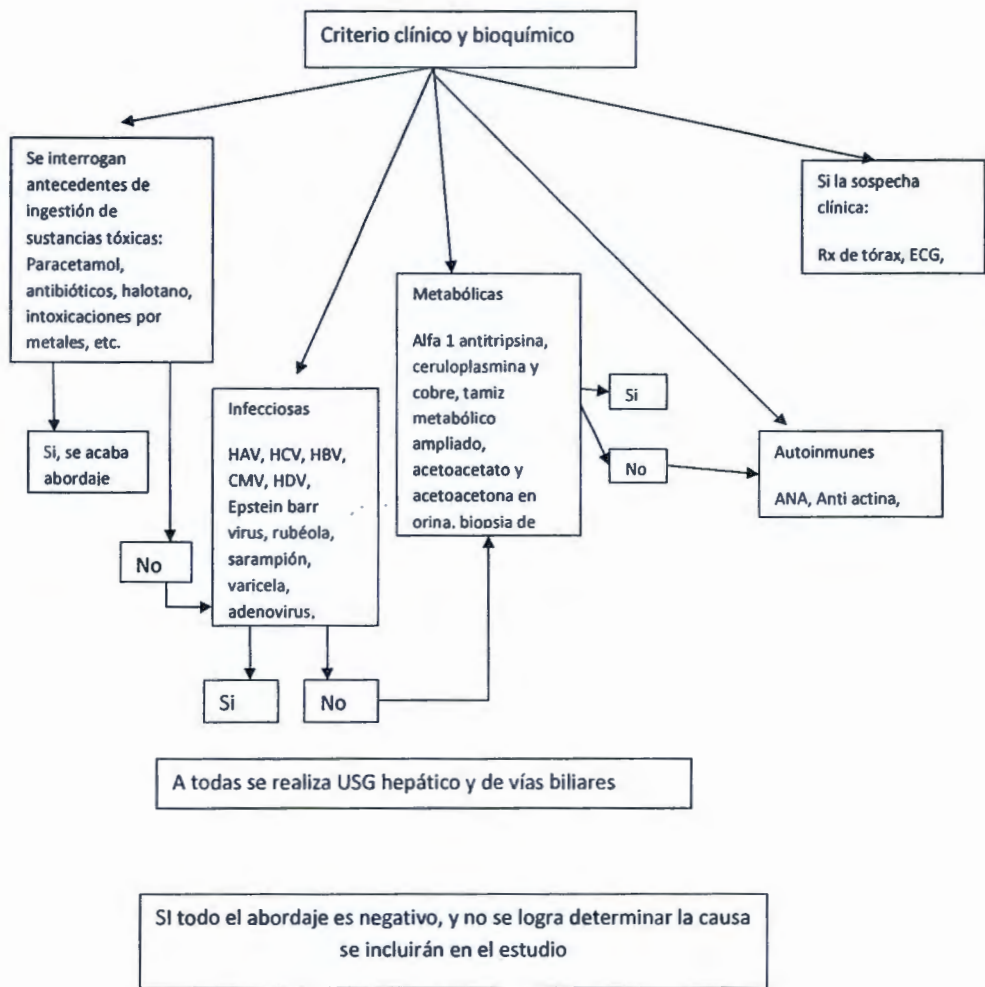 Criterio clínico y bioquímico
Se interrogan
antecedentes de
ingestión de
sustancias tóxicas:
Paracetamol,
antibióticos, halotano,
intoxicaciones por
metales, etc.
Si la sospecha
clínica:
Rx de tórax, ECG,
Metabólicas
Alfa 1 antitripsina,
ceruloplasmina y
cobre, tamiz
metabólico
ampliado,
acetoacetato y
acetoacetona en
orina, biopsia de
Si
No
Infecciosas
HAV, HCV, HBV,
CMV, HDV,
Epstein barr
virus, rubéola,
sarampión,
varicela,
adenovirus,
Autoinmunes
ANA, Anti actina,
Si, se acaba
abordaje
No
Si
No
A todas se realiza USG hepático y de vías biliares
SI todo el abordaje es negativo, y no se logra determinar la causa
se incluirán en el estudio